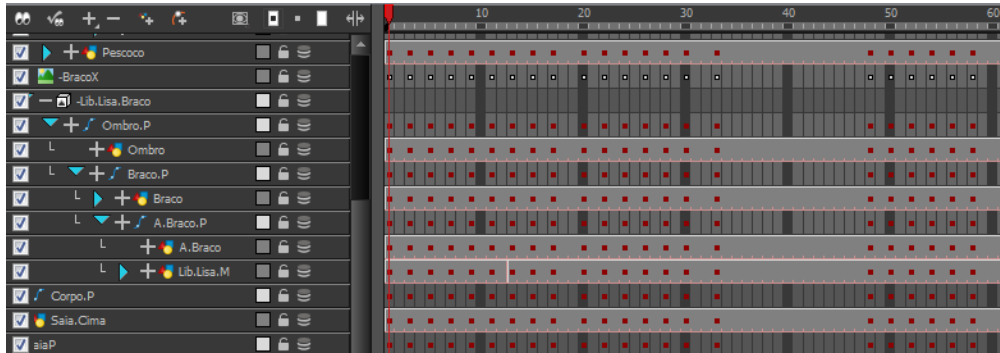 10 20 30 40 50 60
Pescoco
-BracoX
-Lib.Lisa.Braco
Ombro.P
Ombro
Braco.P
Braco
A.Braco.P
A.Braco
Lib.Lisa.M
Corpo.P
Saia.Cima
aiaP